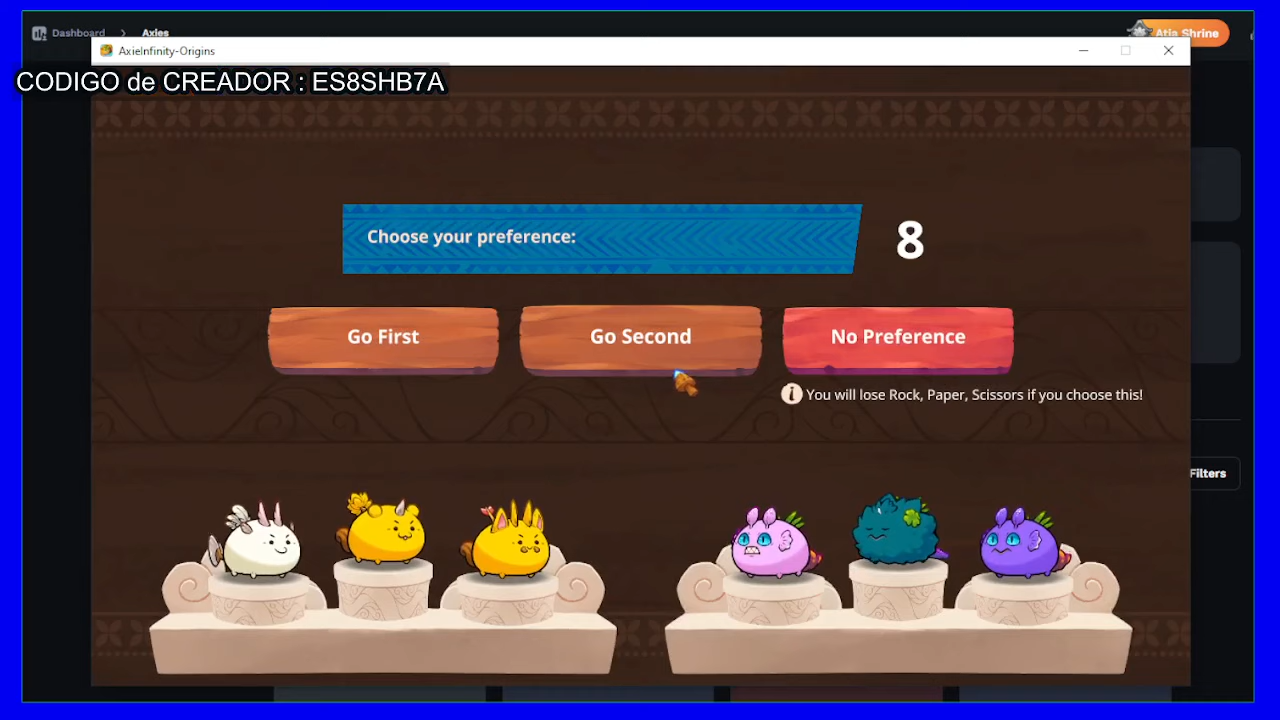 Dashboard > Axies
Atia Shrine
AxieInfinity-Origins
CODIGO de CREADOR : ES8SHB7A
Choose your preference:
8
Go First
Go Second
No Preference
You will lose Rock, Paper, Scissors if you choose this!
Filters